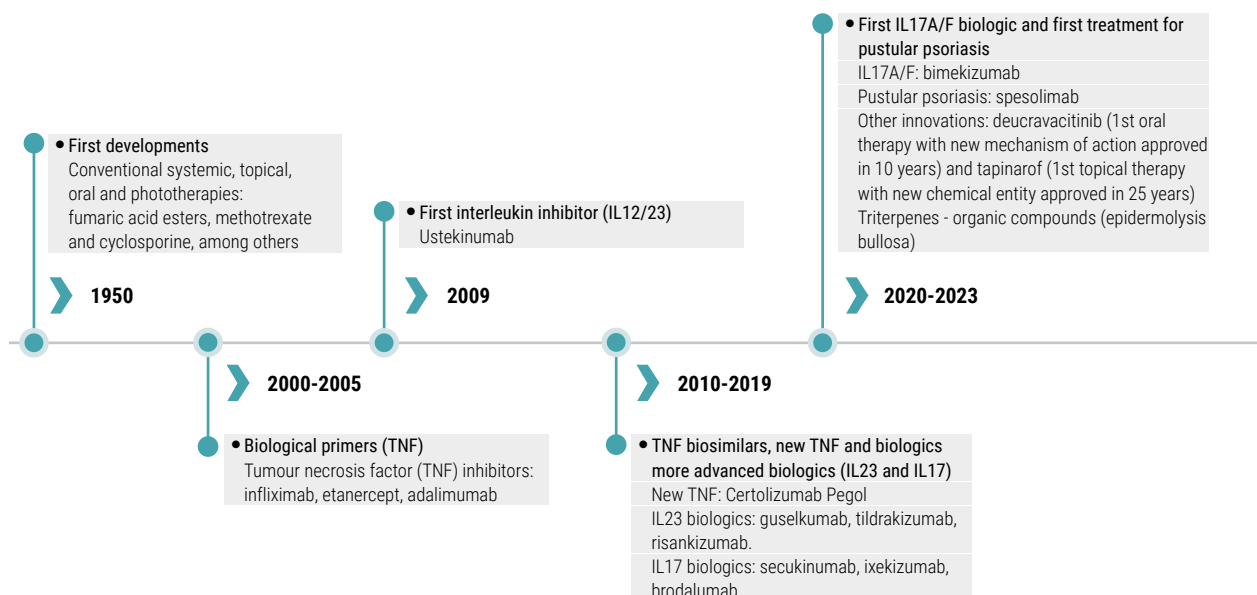 • First developments
Conventional systemic, topical,
oral and phototherapies:
fumaric acid esters, methotrexate
and cyclosporine, among others
1950
2000-2005
• Biological primers (TNF)
Tumour necrosis factor (TNF) inhibitors:
infliximab, etanercept, adalimumab
• First interleukin inhibitor (IL12/23)
Ustekinumab
2009
2010-2019
• TNF biosimilars, new TNF and biologics
more advanced biologics (IL23 and IL17)
New TNF: Certolizumab Pegol
IL23 biologics: guselkumab, tildrakizumab,
risankizumab.
IL17 biologics: secukinumab, ixekizumab,
brodalumab
• First IL17A/F biologic and first treatment for
pustular psoriasis
IL17A/F: bimekizumab
Pustular psoriasis: spesolimab
Other innovations: deucravacitinib (1st oral
therapy with new mechanism of action approved
in 10 years) and tapinarof (1st topical therapy
with new chemical entity approved in 25 years)
Triterpenes - organic compounds (epidermolysis
bullosa)
2020-2023